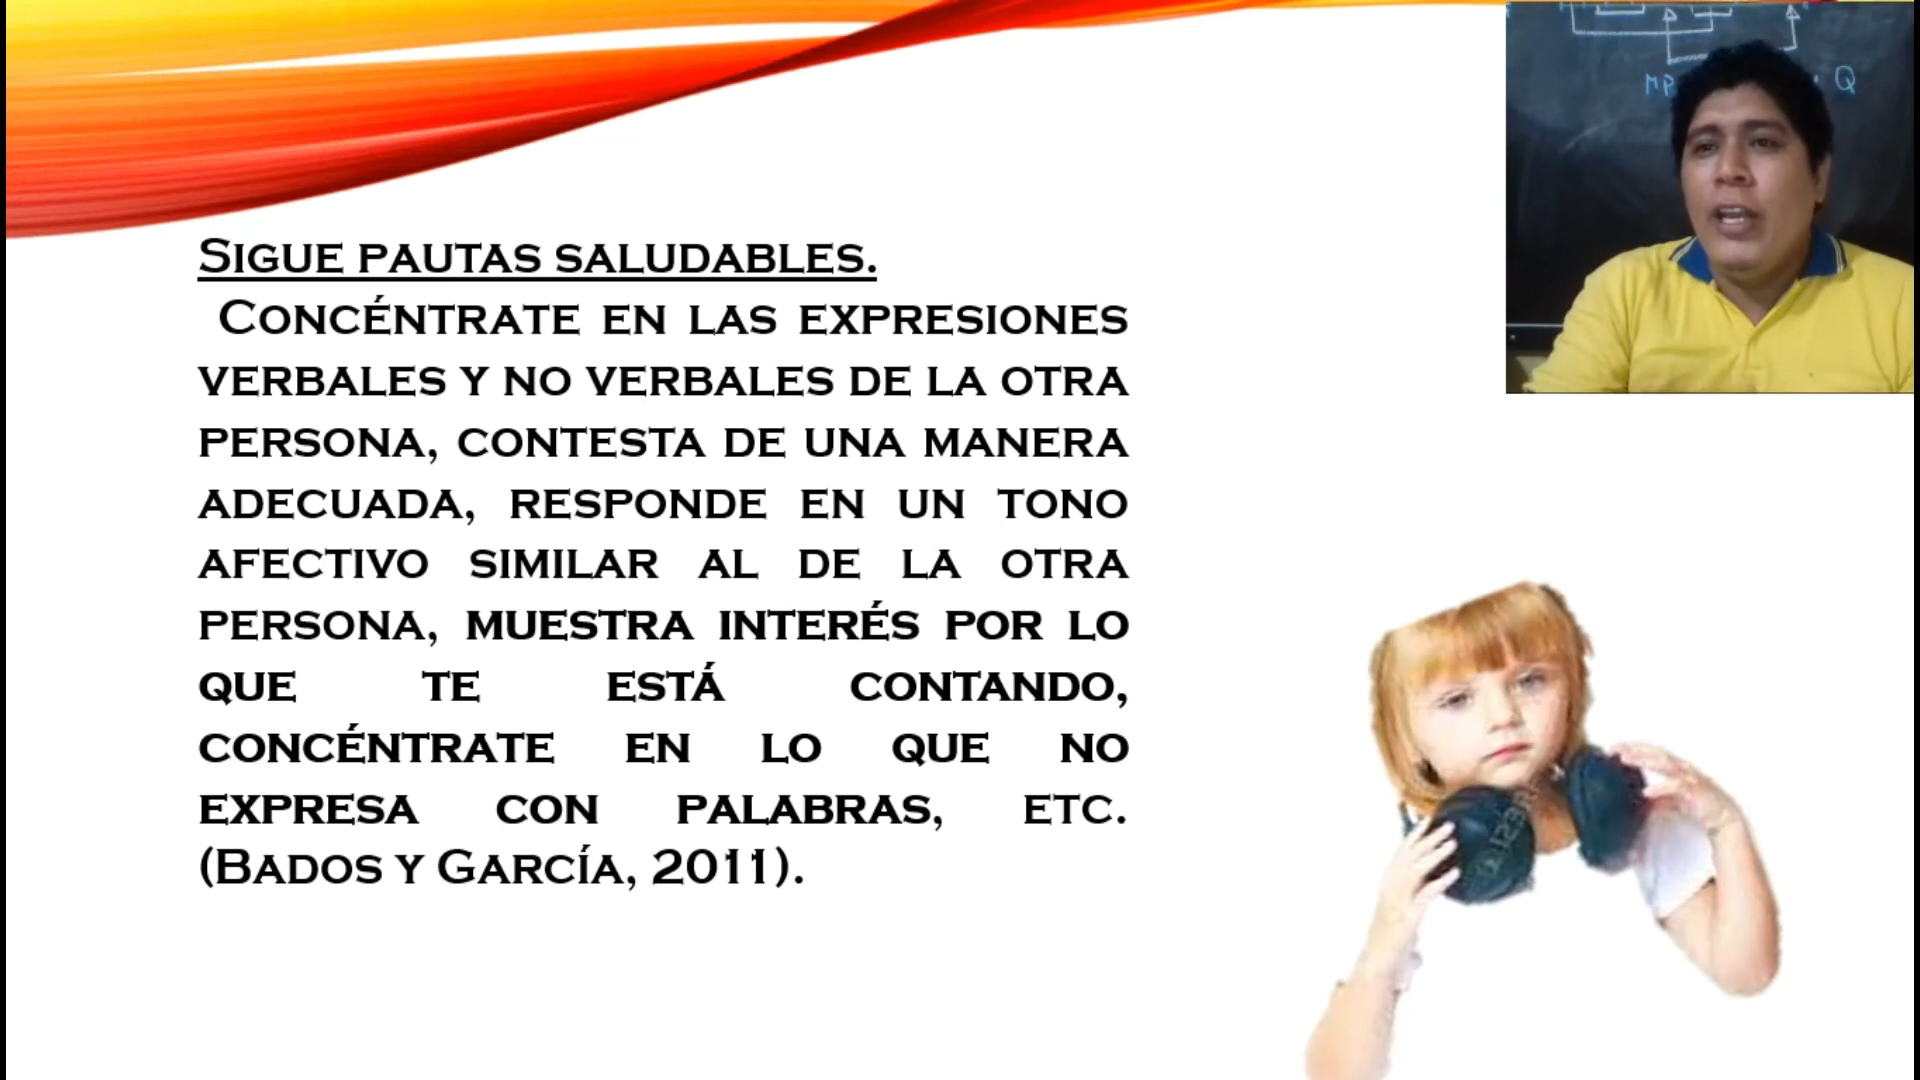 SIGUE PAUTAS SALUDABLES.
CONCÉNTRATE EN LAS EXPRESIONES
VERBALES Y NO VERBALES DE LA OTRA
PERSONA, CONTESTA DE UNA MANERA
ADECUADA, RESPONDE EN UN TONO
AFECTIVO SIMILAR AL DE LA OTRA
PERSONA, MUESTRA INTERÉS POR LO
QUE TE ESTÁ CONTANDO,
CONCÉNTRATE EN LO QUE NO
EXPRESA CON PALABRAS, ETC.
(BADOS Y GARCÍA, 2011).
MP Q
123